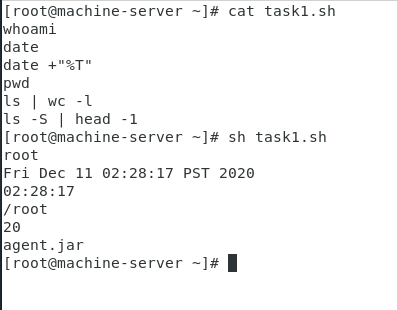 [root@machine-server ~]# cat task1.sh
whoami
date
date +"%T"
pwd
ls | wc -l
ls -S | head -1
[root@machine-server ~]# sh task1.sh
root
Fri Dec 11 02:28:17 PST 2020
02:28:17
/root
20
agent.jar
[root@machine-server ~]#